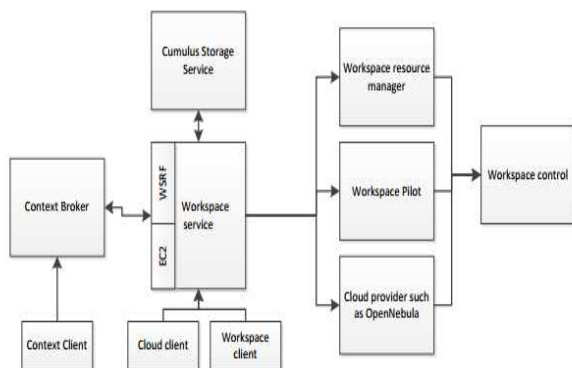 Cumulus Storage
Service
Workspace resource
manager
Context Broker
WSRF
EC2
Workspace
service
Workspace Pilot
Workspace control
Cloud provider such
as OpenNebula
Context Client
Cloud client
Workspace
client